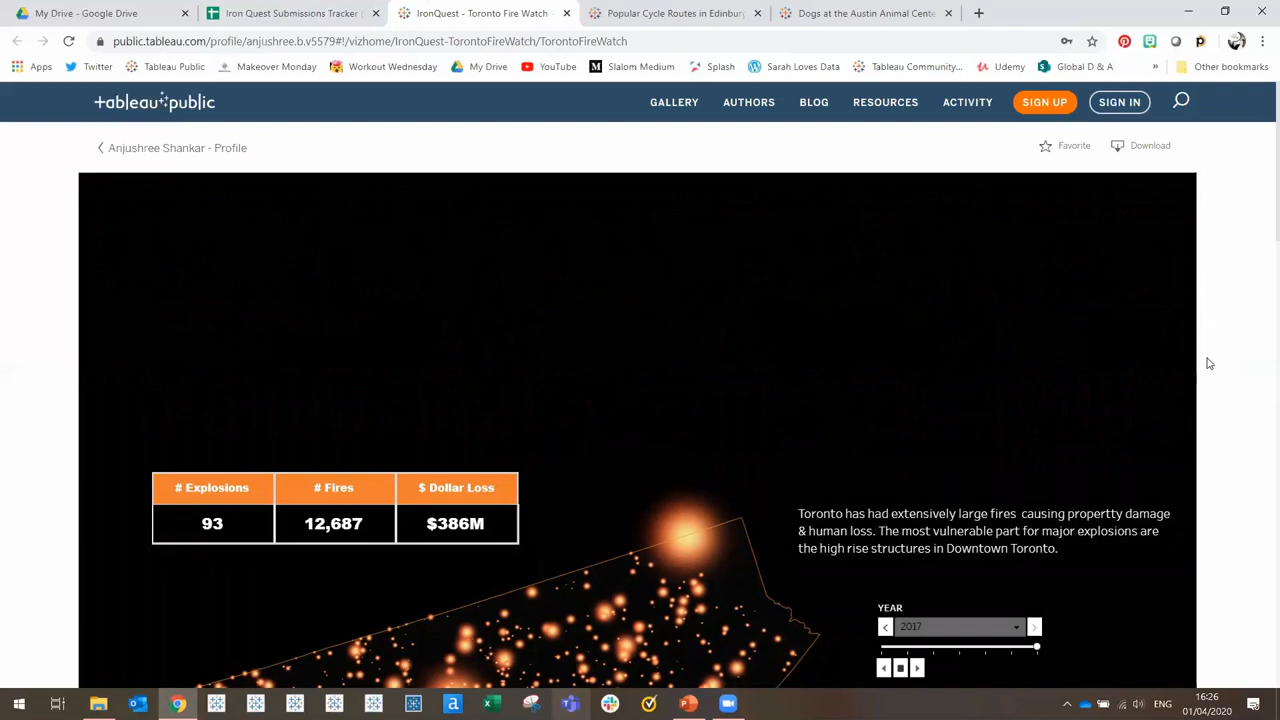 My Drive - Google Drive
Iron Quest Submissions Tracker (
IronQuest - Toronto Fire Watch -
Popular Cycle Routes in Edinburg
Dogs at the Austin Animal Cente
public.tableau.com/profile/anjushree.b.v5579#!/vizhome/IronQuest-TorontoFireWatch/TorontoFireWatch
Apps
Twitter
Tableau Public
Makeover Monday
Workout Wednesday
My Drive
YouTube
Slalom Medium
Splash
Sarah Loves Data
Tableau Community...
Udemy
Global D & A
»
Other bookmarks
+ableau+public
GALLERY
AUTHORS
BLOG
RESOURCES
ACTIVITY
SIGN UP
SIGN IN
Anjushree Shankar - Profile
Favorite
Download
# Explosions
# Fires
$ Dollar Loss
93
12,687
$386M
Toronto has had extensively large fires causing propertty damage
& human loss. The most vulnerable part for major explosions are
the high rise structures in Downtown Toronto.
YEAR
2017
ENG
16:26
01/04/2020